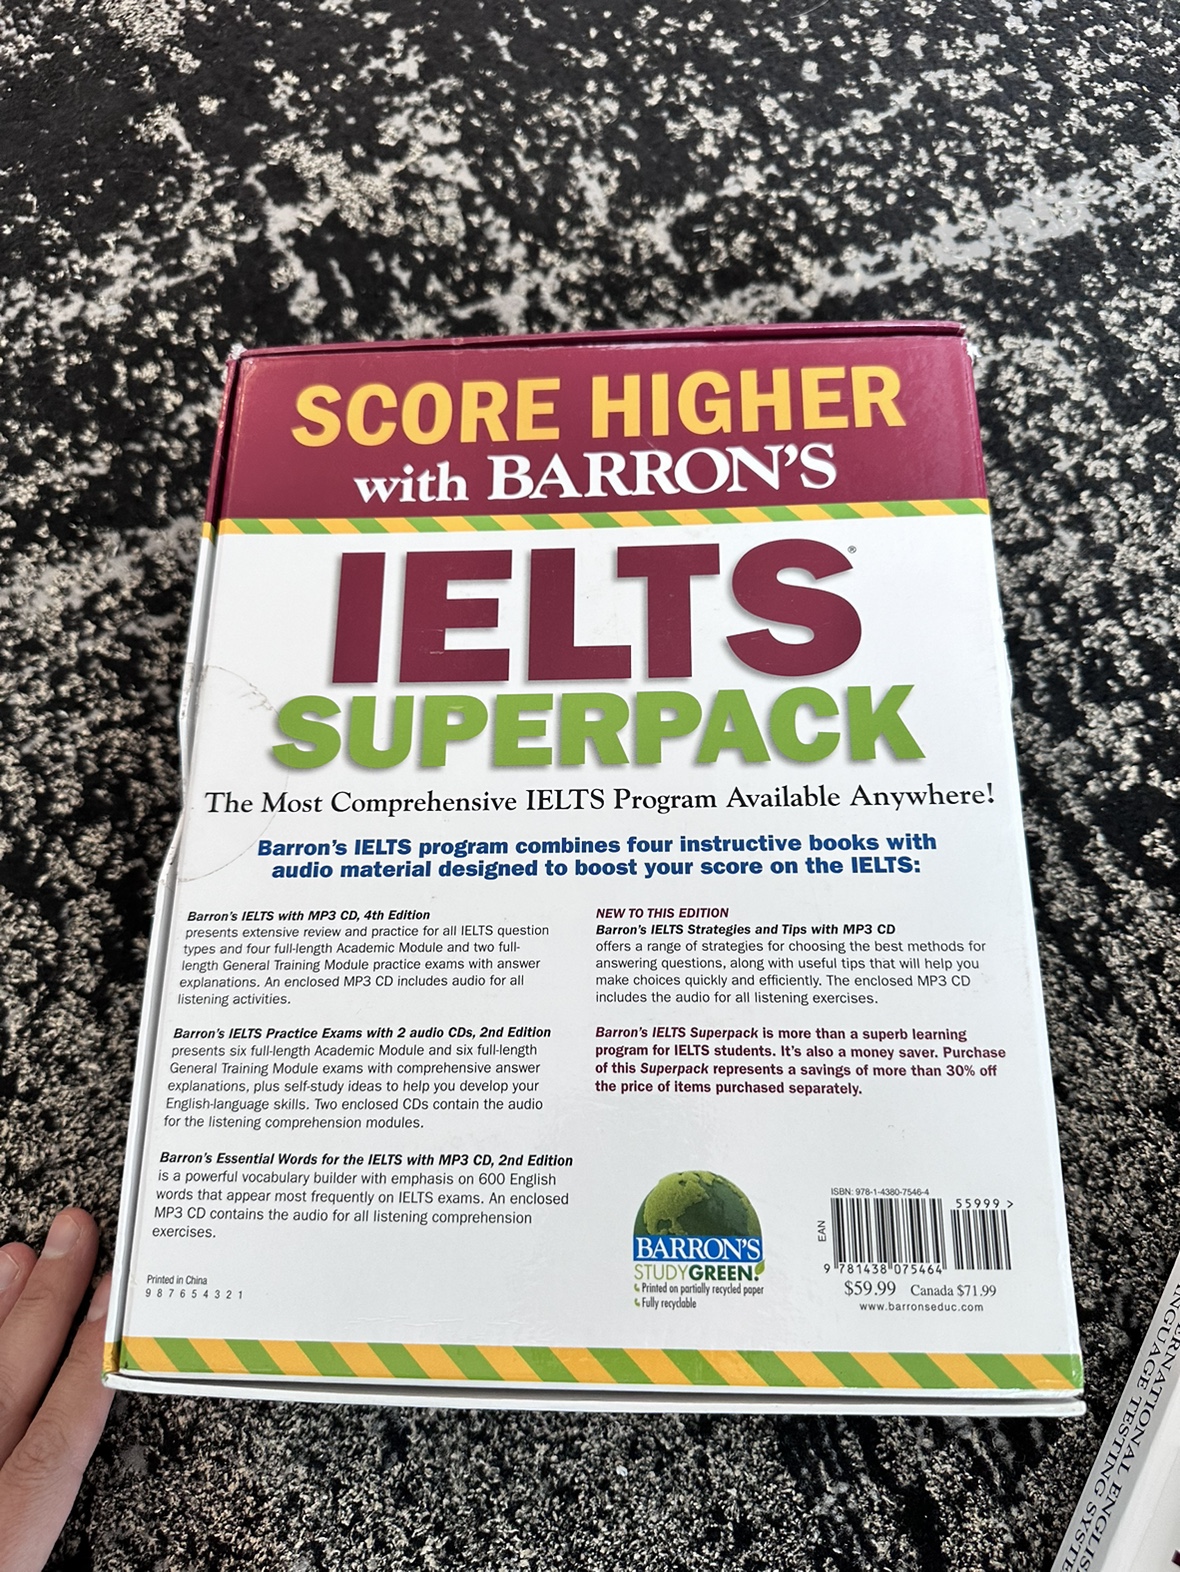 SCORE HIGHER
with BARRON'S
IELTS®
SUPERPACK
The Most Comprehensive IELTS Program Available Anywhere!
Barron's IELTS program combines four instructive books with
audio material designed to boost your score on the IELTS:
Barron's IELTS with MP3 CD, 4th Edition
presents extensive review and practice for all IELTS question
types and four full-length Academic Module and two full-
length General Training Module practice exams with answer
explanations. An enclosed MP3 CD includes audio for all
listening activities.
Barron's IELTS Practice Exams with 2 audio CDs, 2nd Edition
presents six full-length Academic Module and six full-length
General Training Module exams with comprehensive answer
explanations, plus self-study ideas to help you develop your
English-language skills. Two enclosed CDs contain the audio
for the listening comprehension modules.
Barron's Essential Words for the IELTS with MP3 CD, 2nd Edition
is a powerful vocabulary builder with emphasis on 600 English
words that appear most frequently on IELTS exams. An enclosed
MP3 CD contains the audio for all listening comprehension
exercises.
Printed in China
9 8 7 6 5 4 3 2 1
NEW TO THIS EDITION
Barron's IELTS Strategies and Tips with MP3 CD
offers a range of strategies for choosing the best methods for
answering questions, along with useful tips that will help you
make choices quickly and efficiently. The enclosed MP3 CD
includes the audio for all listening exercises.
Barron's IELTS Superpack is more than a superb learning
program for IELTS students. It's also a money saver. Purchase
of this Superpack represents a savings of more than 30% off
the price of items purchased separately.
BARRON'S
STUDYGREEN!
Printed on partially recycled paper
Fully recyclable
ISBN: 978-1-4380-7546-4
55999 >
EAN
9 781438 075464
$59.99 Canada $71.99
www.barronseduc.com
ENGLIS
TESTING SYSTE